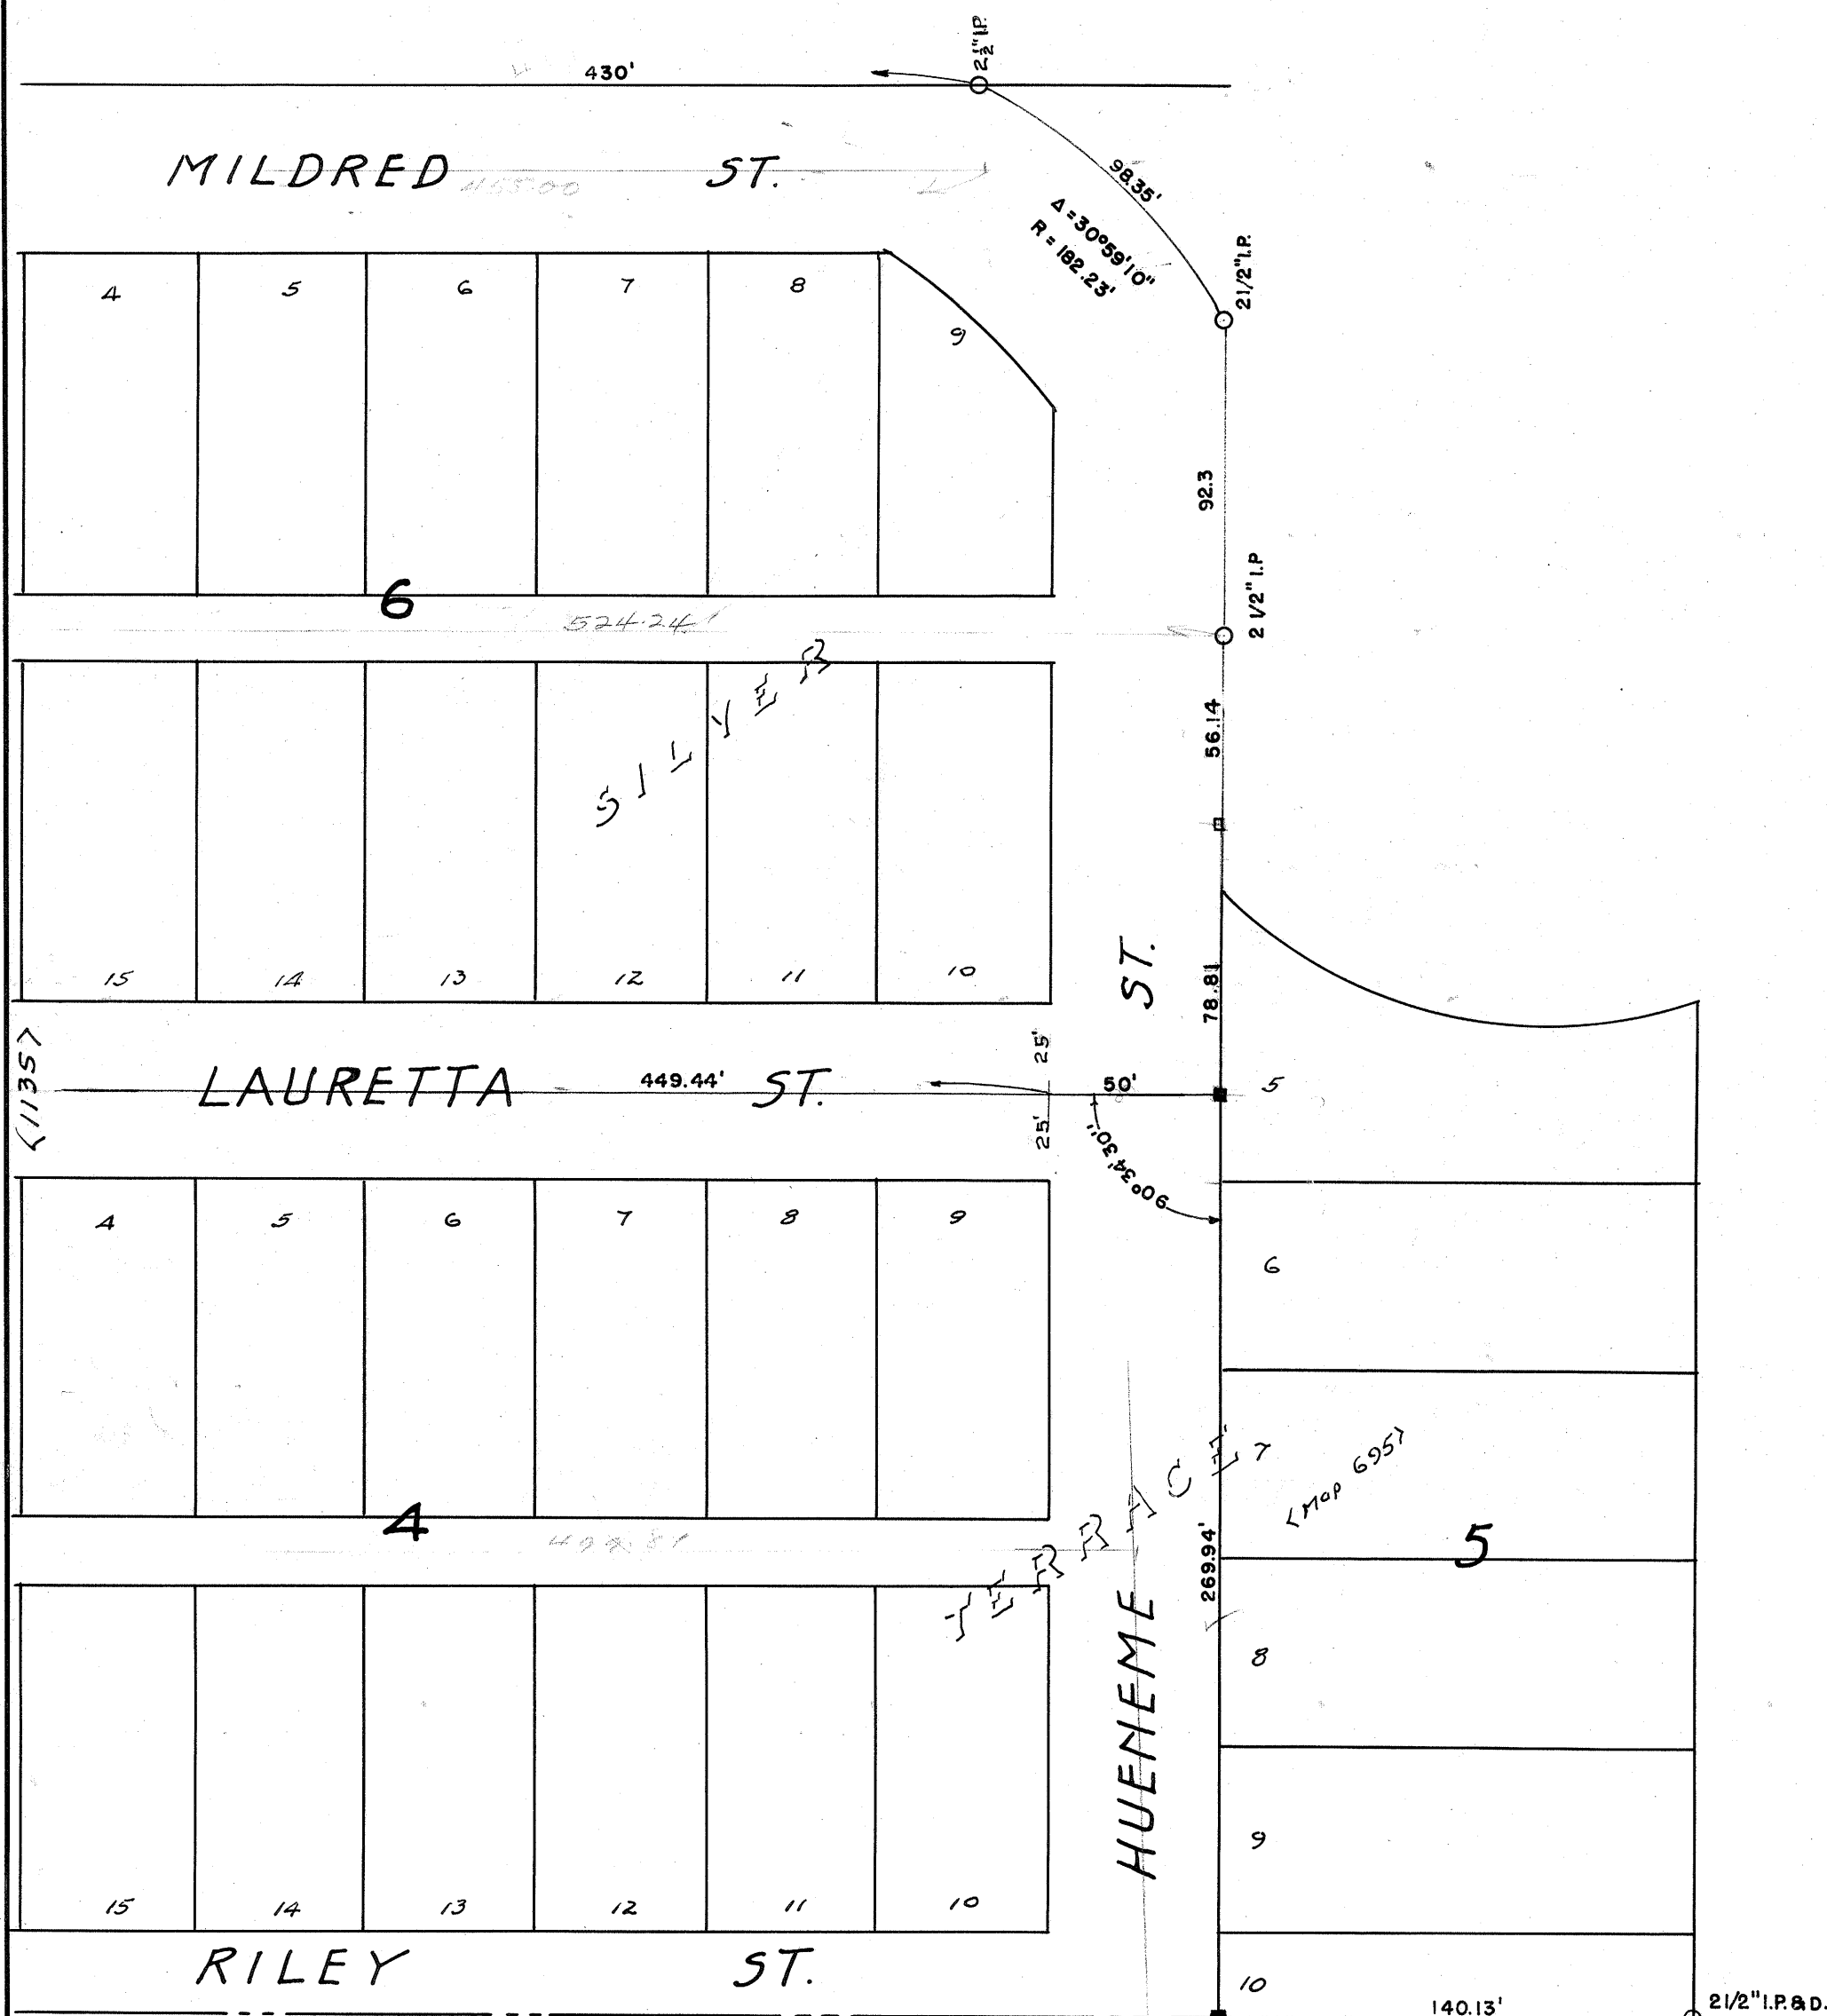 2½" I.P.
430'
MILDRED ST.
98.35'
Δ = 30°59'10"
R = 182.23'
2 1/2" I.P.
4 5 6 7 8 9
92.3
6
524.24'
2 1/2" I.P
SILVER
56.14
15 14 13 12 11 10
ST.
78.81
<1135>
LAURETTA ST.
449.44'
25' 25'
50'
5
90°34'30"
4 5 6 7 8 9
6
7
<Map 695>
4
TERRACE
269.94'
5
HUENEME
8
9
15 14 13 12 11 10
RILEY ST.
10
140.13'
2 1/2" I.P. & D.